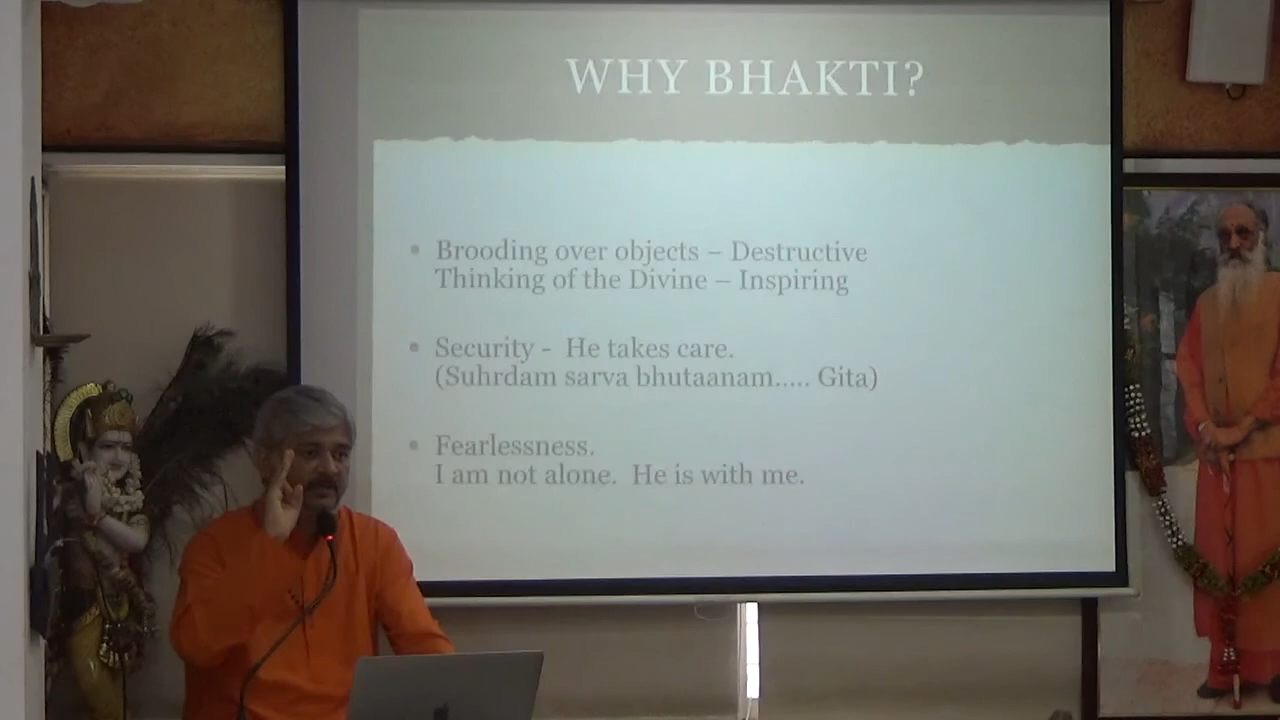 WHY BHAKTI?
• Brooding over objects – Destructive
Thinking of the Divine – Inspiring
• Security - He takes care.
(Suhrdam sarva bhutaanam..... Gita)
• Fearlessness.
I am not alone. He is with me.